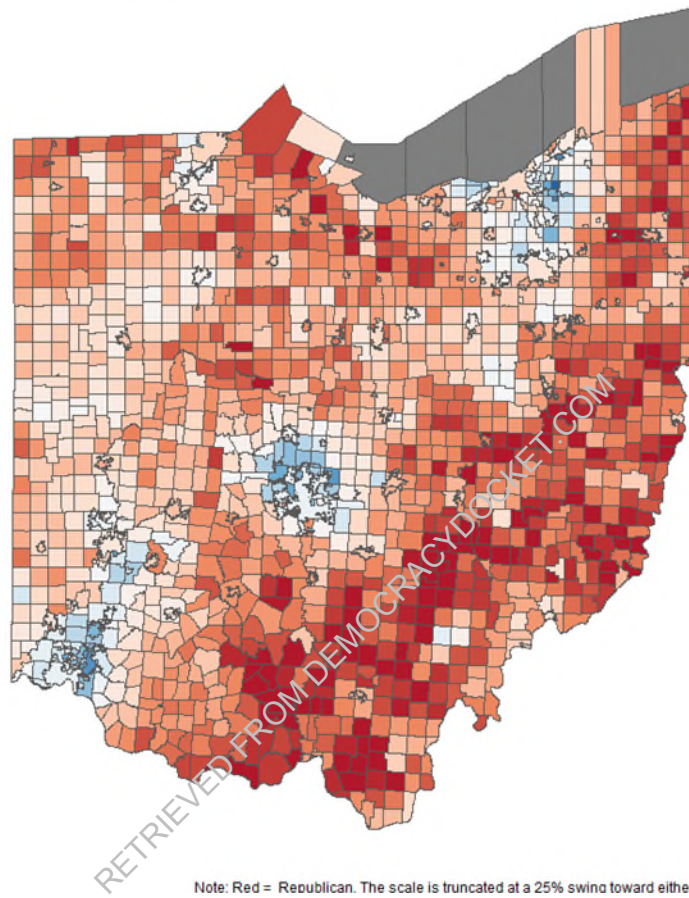 RETRIEVED FROM DEMOCRACYDOCKET.COM
Note: Red = Republican. The scale is truncated at a 25% swing toward eithe